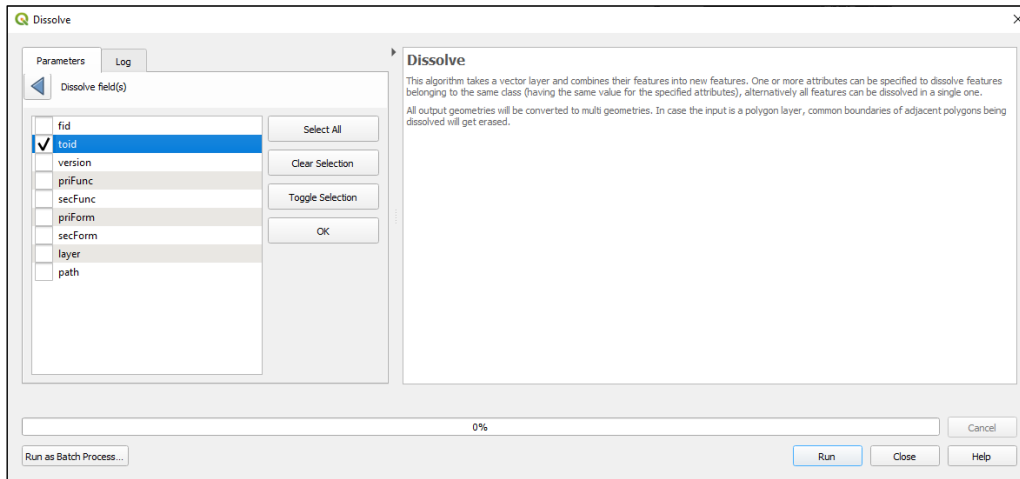 Dissolve
Parameters
Log
Dissolve field(s)
fid
toid
version
priFunc
secFunc
priForm
secForm
layer
path
Select All
Clear Selection
Toggle Selection
OK
Dissolve
This algorithm takes a vector layer and combines their features into new features. One or more attributes can be specified to dissolve features
belonging to the same class (having the same value for the specified attributes), alternatively all features can be dissolved in a single one.
All output geometries will be converted to multi geometries. In case the input is a polygon layer, common boundaries of adjacent polygons being
dissolved will get erased.
0%
Cancel
Run as Batch Process...
Run
Close
Help